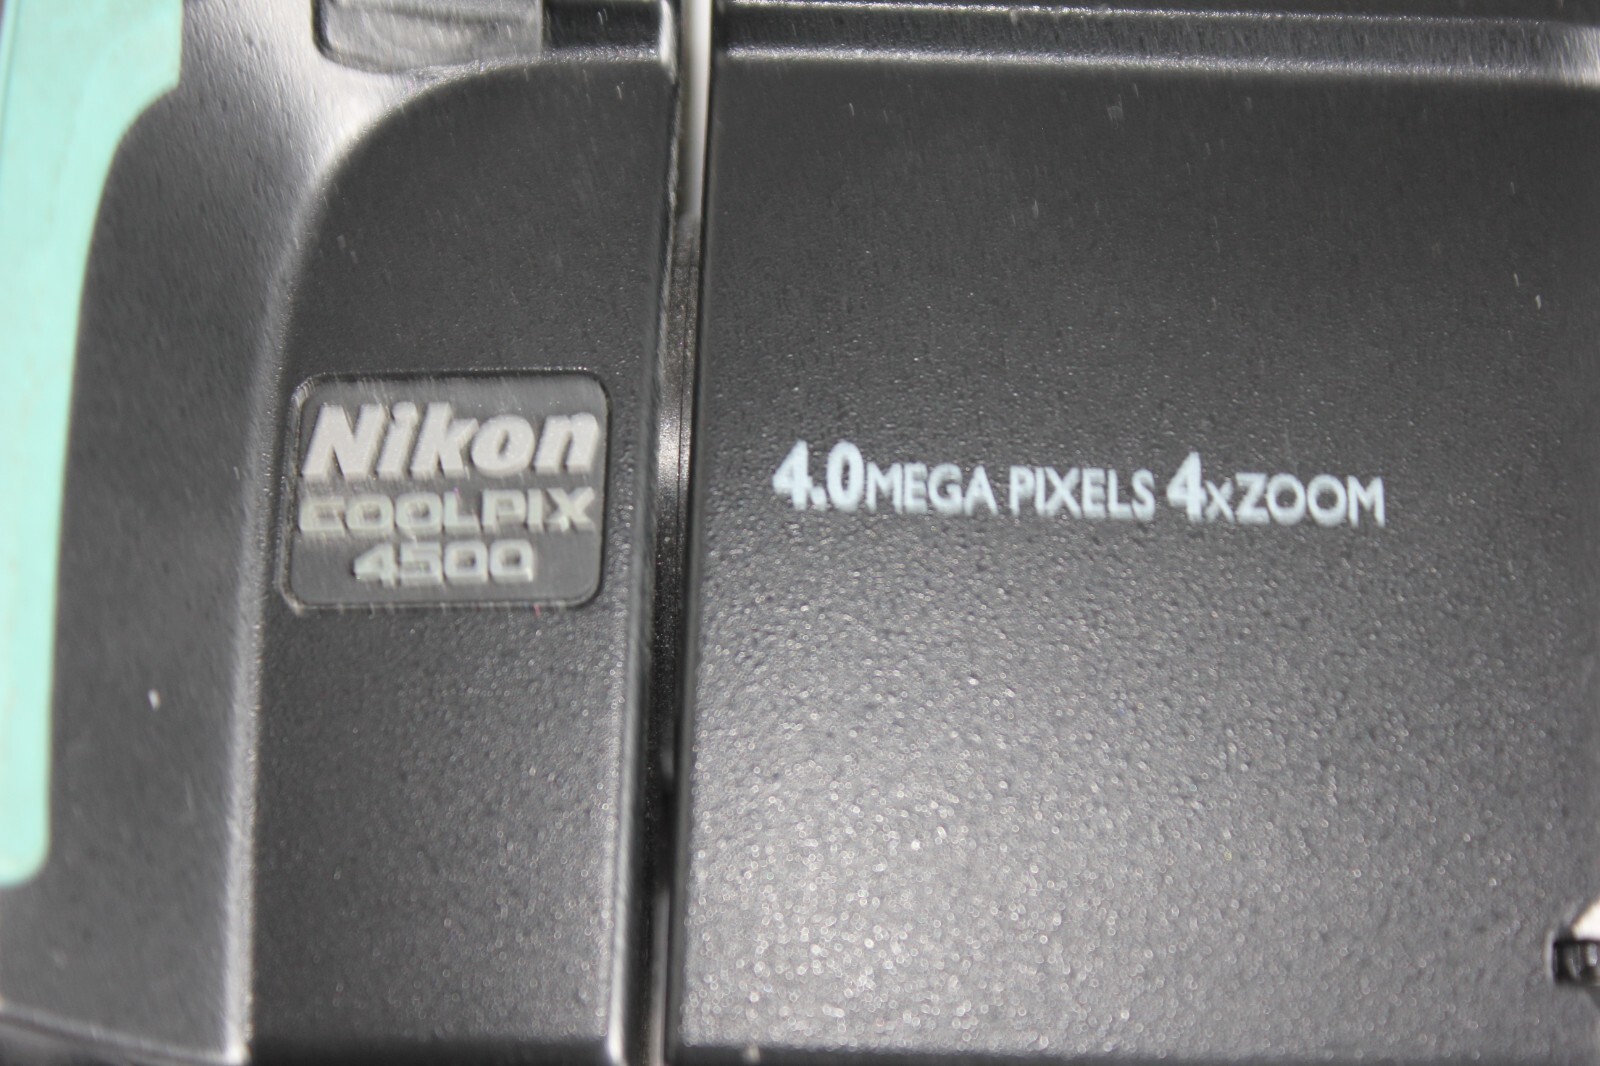 Nikon
COOLPIX
4500
4.0MEGA PIXELS 4xZOOM